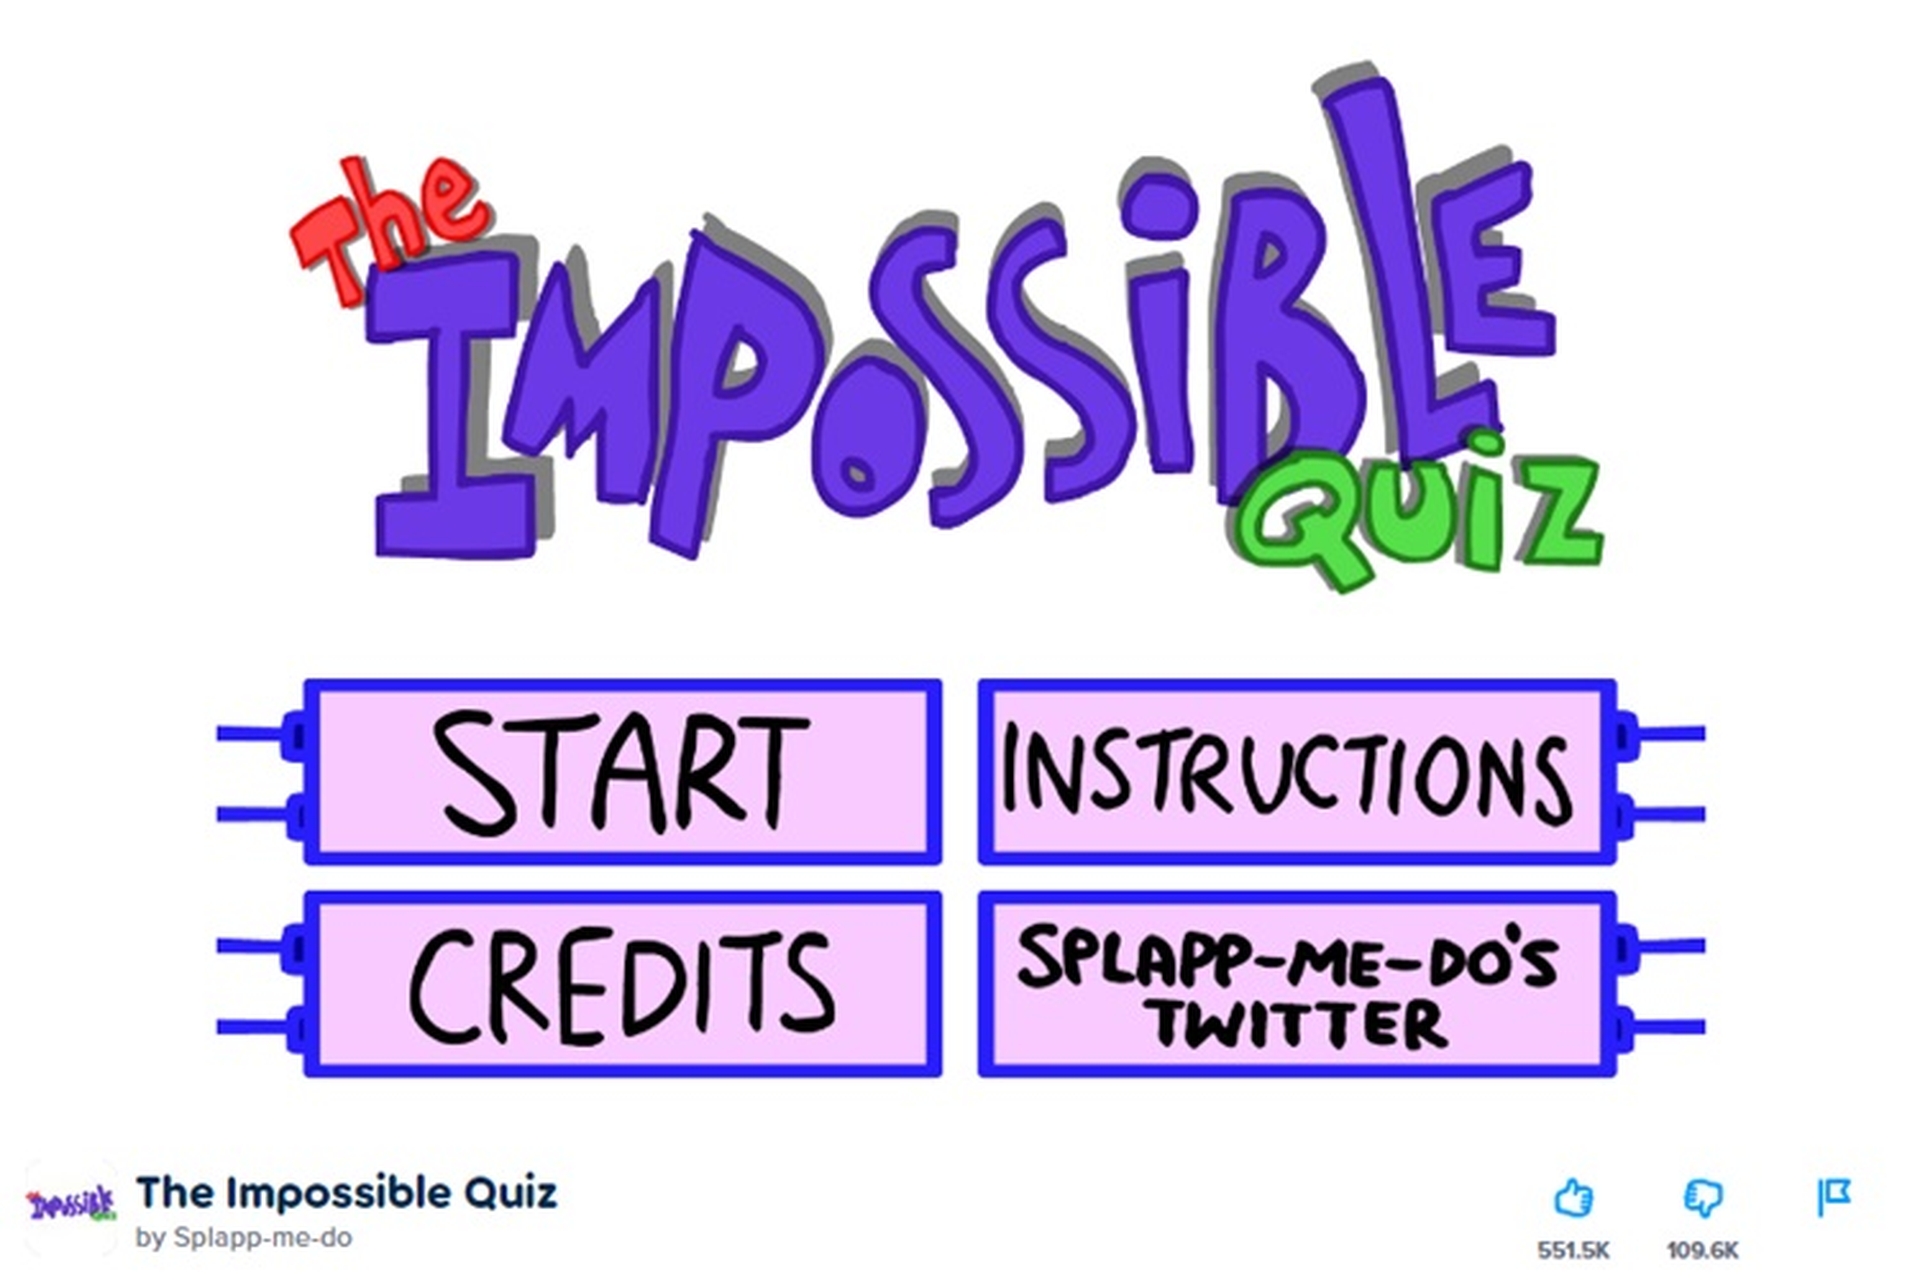 The
IMPOSSiBLE
QUiZ
START
INSTRUCTIONS
CREDITS
SPLAPP-ME-DO'S
TWITTER
IMPOSSiBLE
The Impossible Quiz
by Splapp-me-do
551.5K
109.6K